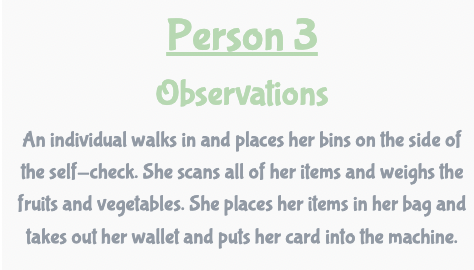 Person 3
Observations
An individual walks in and places her bins on the side of
the self-check. She scans all of her items and weighs the
fruits and vegetables. She places her items in her bag and
takes out her wallet and puts her card into the machine.